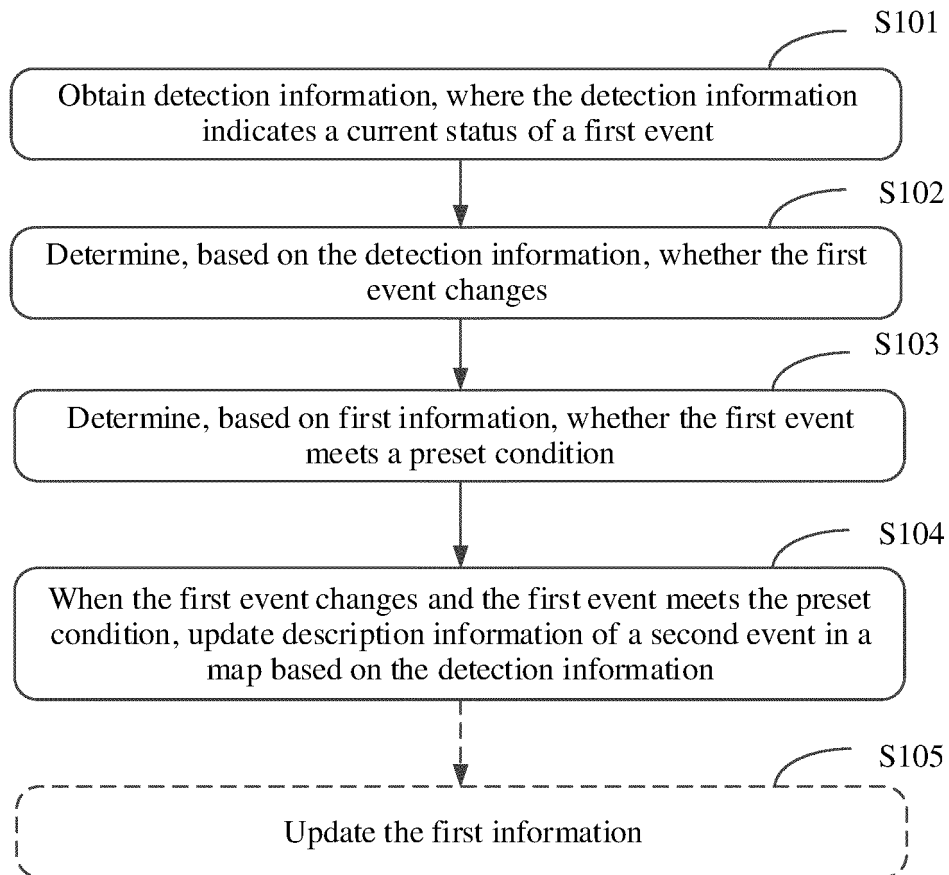 S101
Obtain detection information, where the detection information
indicates a current status of a first event
S102
Determine, based on the detection information, whether the first
event changes
S103
Determine, based on first information, whether the first event
meets a preset condition
S104
When the first event changes and the first event meets the preset
condition, update description information of a second event in a
map based on the detection information
S105
Update the first information